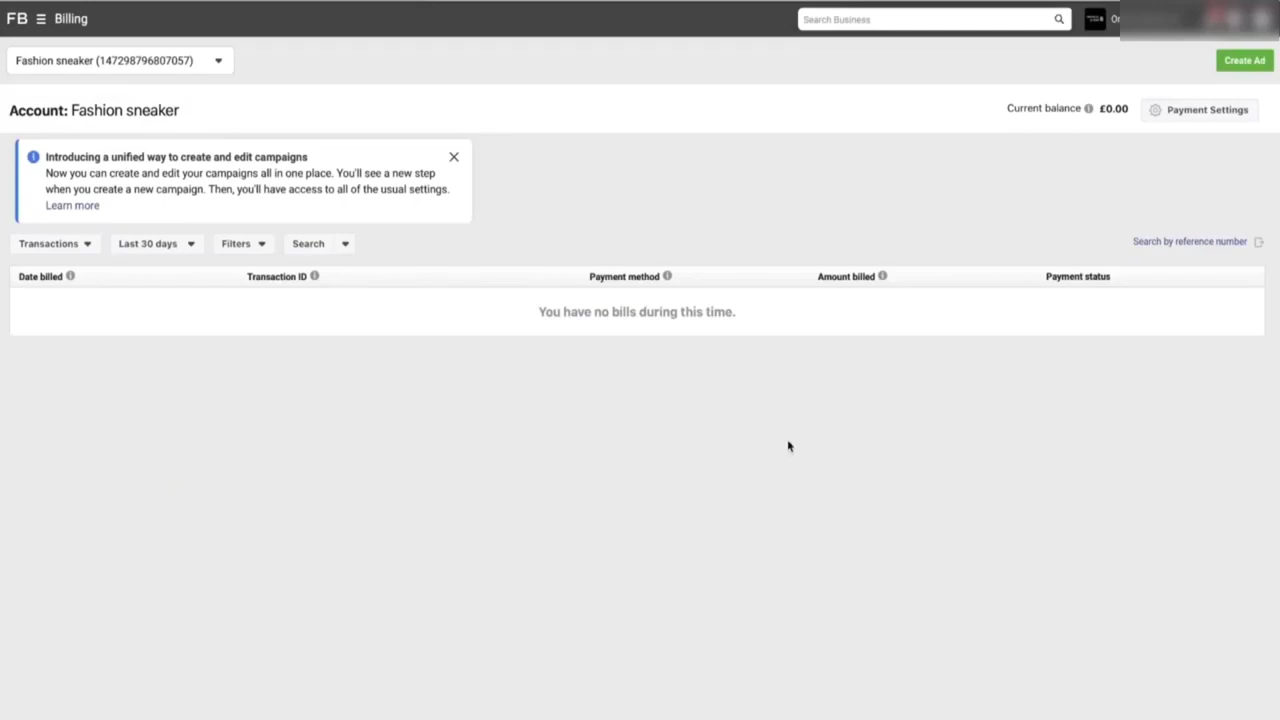 FB Billing
Search Business
Fashion sneaker (147298796807057)
Create Ad
Account: Fashion sneaker
Current balance £0.00
Payment Settings
Introducing a unified way to create and edit campaigns
Now you can create and edit your campaigns all in one place. You'll see a new step
when you create a new campaign. Then, you'll have access to all of the usual settings.
Learn more
Transactions
Last 30 days
Filters
Search
Search by reference number
Date billed
Transaction ID
Payment method
Amount billed
Payment status
You have no bills during this time.